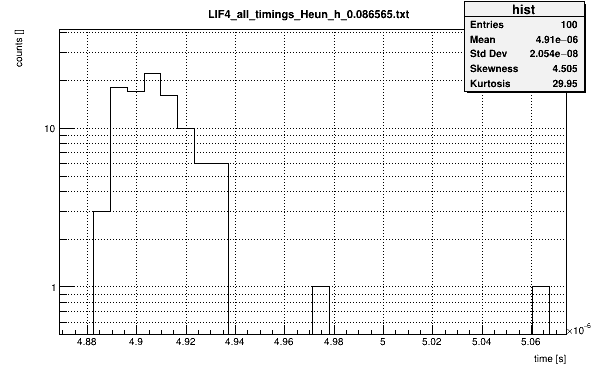 LIF4_all_timings_Heun_h_0.086565.txt
hist
Entries 100
Mean 4.91e−06
Std Dev 2.054e−08
Skewness 4.505
Kurtosis 29.95
counts []
10
1
4.88 4.9 4.92 4.94 4.96 4.98 5 5.02 5.04 5.06
×10−6
time [s]